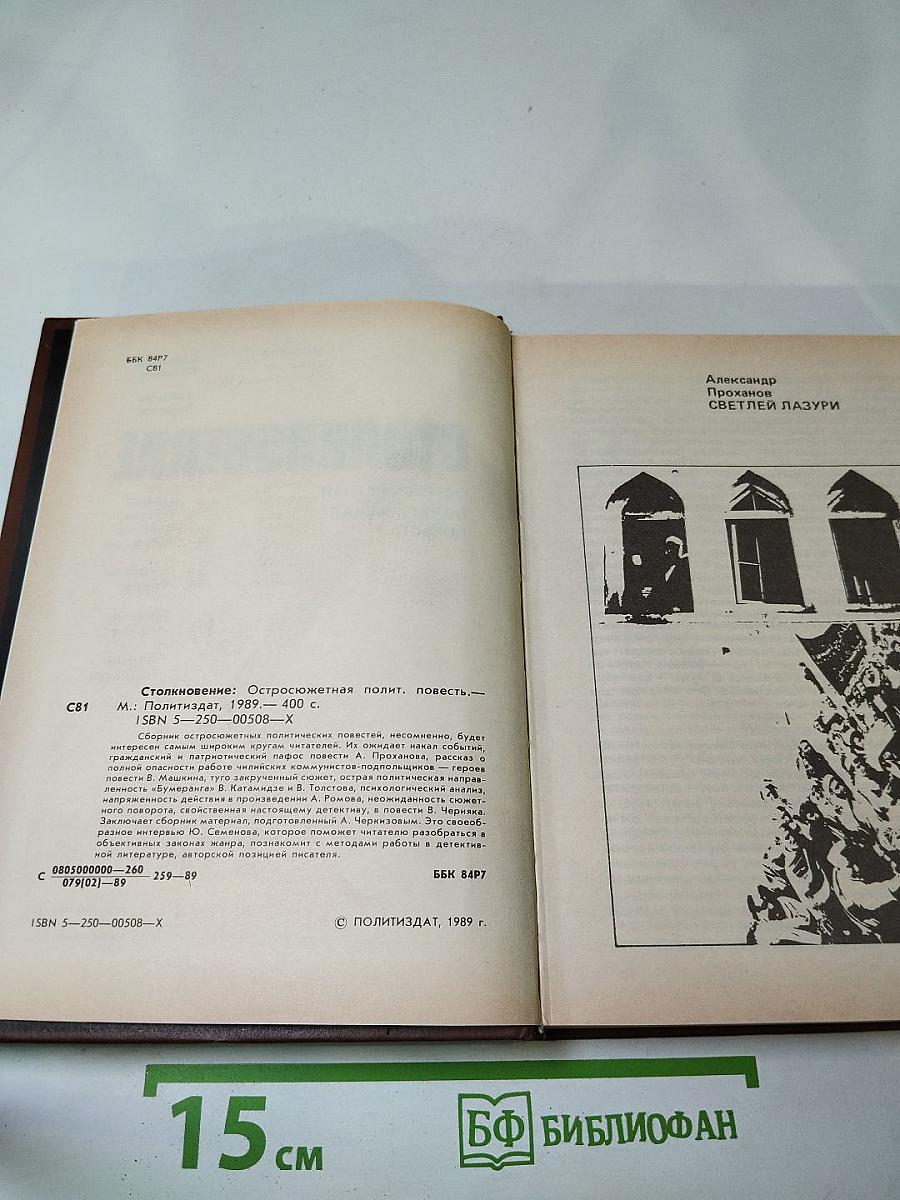 ББК 84Р7
С81
Столкновение: Остросюжетная полит. повесть.—
С81 М.: Политиздат, 1989.— 400 с.
ISBN 5—250—00508—X
Сборник остросюжетных политических повестей, несомненно, будет
интересен самым широким кругам читателей. Их ожидает накал событий,
гражданский и патриотический пафос повести А. Проханова, рассказ о
полной опасности работе чилийских коммунистов-подпольщиков — героев
повести В. Машкина, туго закрученный сюжет, острая политическая направ-
ленность «Бумеранга» В. Катамидзе и В. Толстова, психологический анализ,
напряженность действия в произведении А. Ромова, неожиданность сюжет-
ного поворота, свойственная настоящему детективу, в повести В. Черняка.
Заключает сборник материал, подготовленный А. Черкизовым. Это своеоб-
разное интервью Ю. Семенова, которое поможет читателю разобраться в
объективных законах жанра, познакомит с методами работы в детектив-
ной литературе, авторской позицией писателя.
С 0805000000—260
079(02)—89 259—89 ББК 84Р7
ISBN 5—250—00508—X © ПОЛИТИЗДАТ, 1989 г.
Александр
Проханов
СВЕТЛЕЙ ЛАЗУРИ
15 см
БФ БИБЛИОФАН